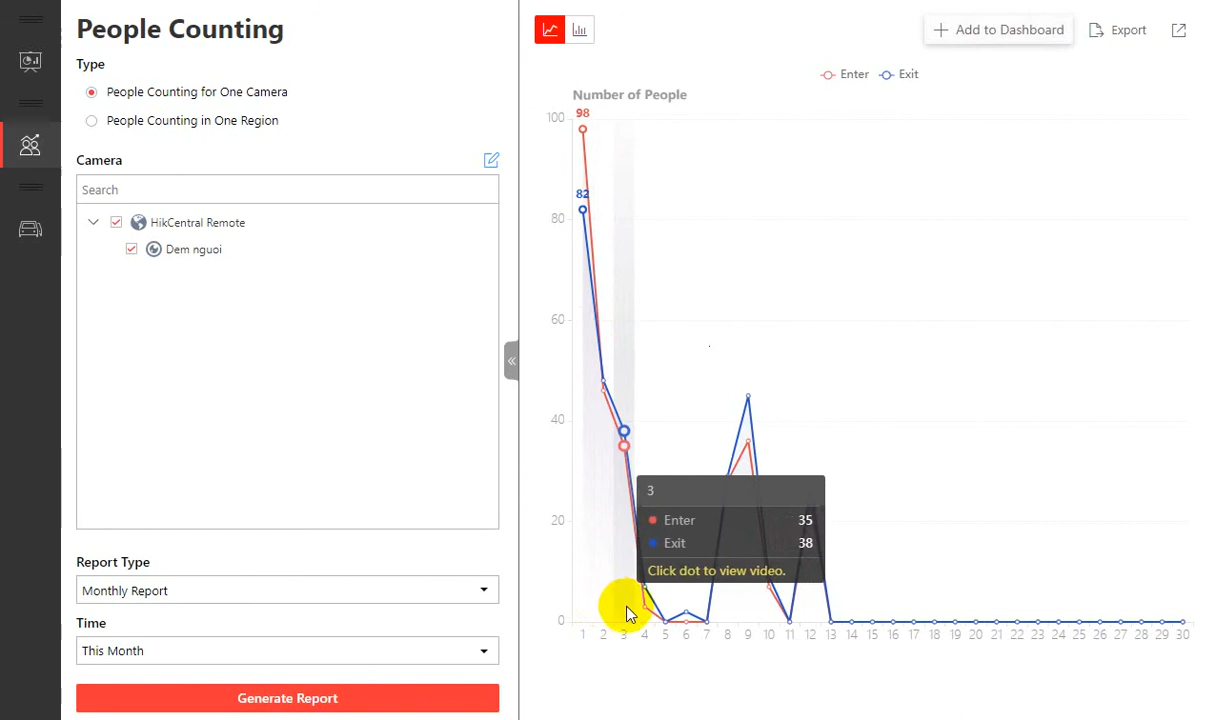 People Counting
Type
People Counting for One Camera
People Counting in One Region
Camera
Search
HikCentral Remote
Dem nguoi
Report Type
Monthly Report
Time
This Month
Generate Report
«
Add to Dashboard
Export
Enter Exit
Number of People
100
80
60
40
20
0
98
82
3
Enter 35
Exit 38
Click dot to view video.
1 2 3 4 5 6 7 8 9 10 11 12 13 14 15 16 17 18 19 20 21 22 23 24 25 26 27 28 29 30